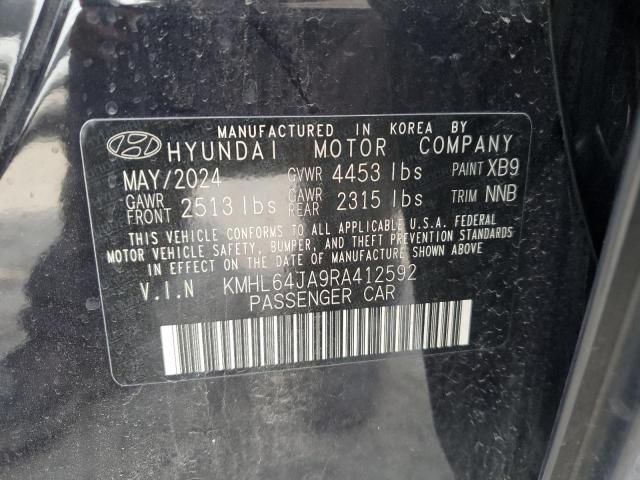 MANUFACTURED IN KOREA BY
HYUNDAI MOTOR COMPANY
MAY/2024 GVWR 4453 lbs PAINT XB9
GAWR FRONT 2513 lbs GAWR REAR 2315 lbs TRIM NNB
THIS VEHICLE CONFORMS TO ALL APPLICABLE U.S.A. FEDERAL
MOTOR VEHICLE SAFETY, BUMPER, AND THEFT PREVENTION STANDARDS
IN EFFECT ON THE DATE OF MANUFACTURE SHOWN ABOVE.
V.I.N KMHL64JA9RA412592
PASSENGER CAR